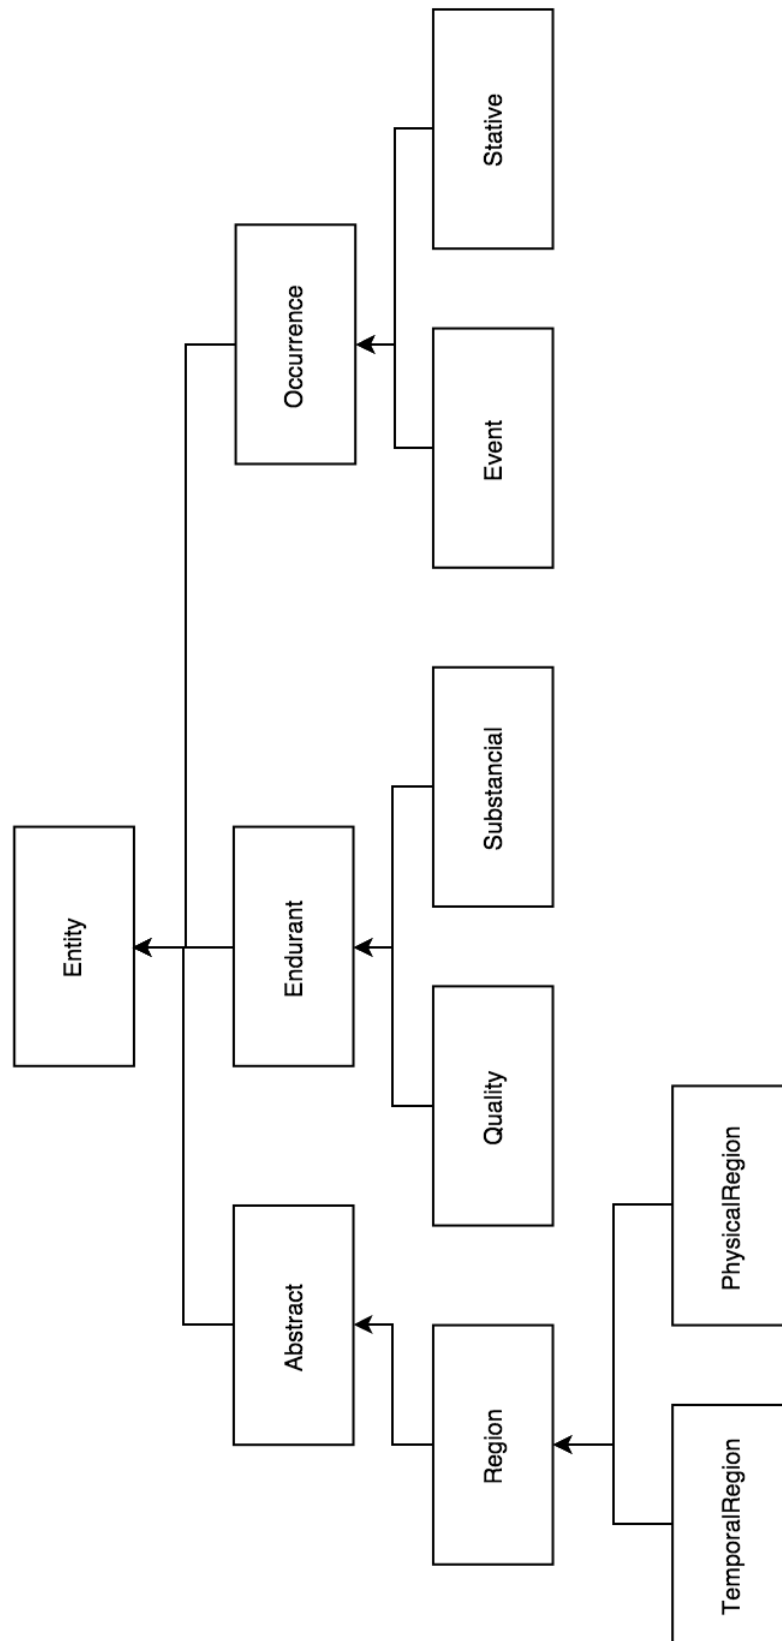 Entity
Abstract
Endurant
Occurrence
Region
Quality
Substancial
Event
Stative
TemporalRegion
PhysicalRegion